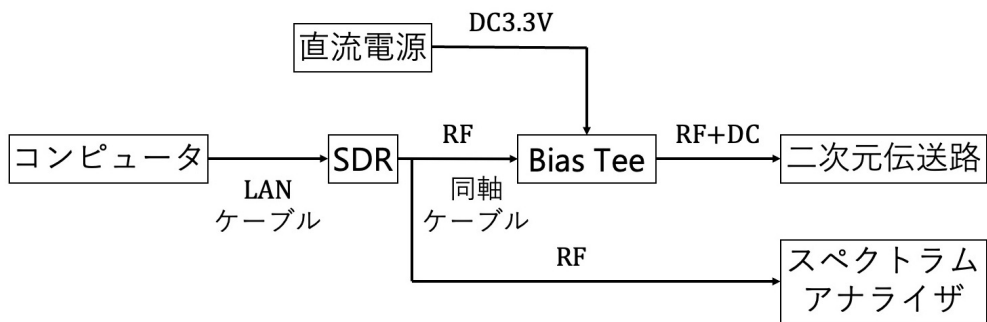 DC3.3V
直流電源
コンピュータ
SDR
RF
Bias Tee
RF+DC
二次元伝送路
LAN
ケーブル
同軸
ケーブル
RF
スペクトラム
アナライザ